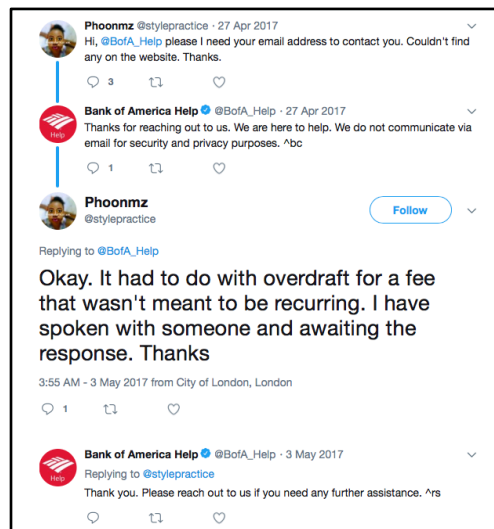 Phoonmz @stylepractice · 27 Apr 2017
Hi, @BofA_Help please I need your email address to contact you. Couldn't find
any on the website. Thanks.
3
Bank of America Help @BofA_Help · 27 Apr 2017
Thanks for reaching out to us. We are here to help. We do not communicate via
email for security and privacy purposes. ^bc
Help
1
Phoonmz
@stylepractice
Follow
Replying to @BofA_Help
Okay. It had to do with overdraft for a fee
that wasn't meant to be recurring. I have
spoken with someone and awaiting the
response. Thanks
3:55 AM - 3 May 2017 from City of London, London
1
Bank of America Help @BofA_Help · 3 May 2017
Replying to @stylepractice
Help
Thank you. Please reach out to us if you need any further assistance. ^rs